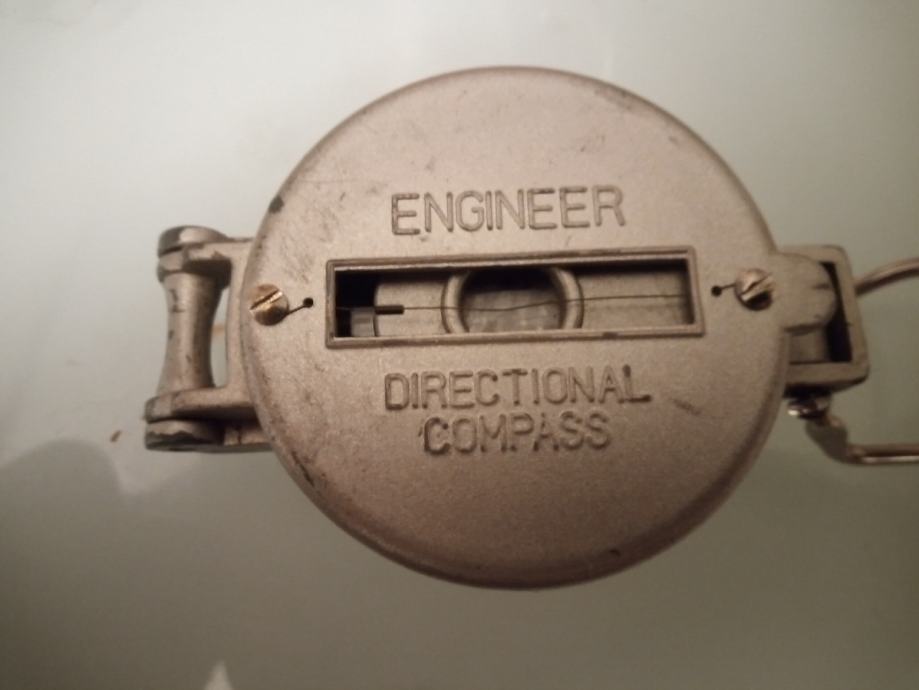 ENGINEER
DIRECTIONAL
COMPASS